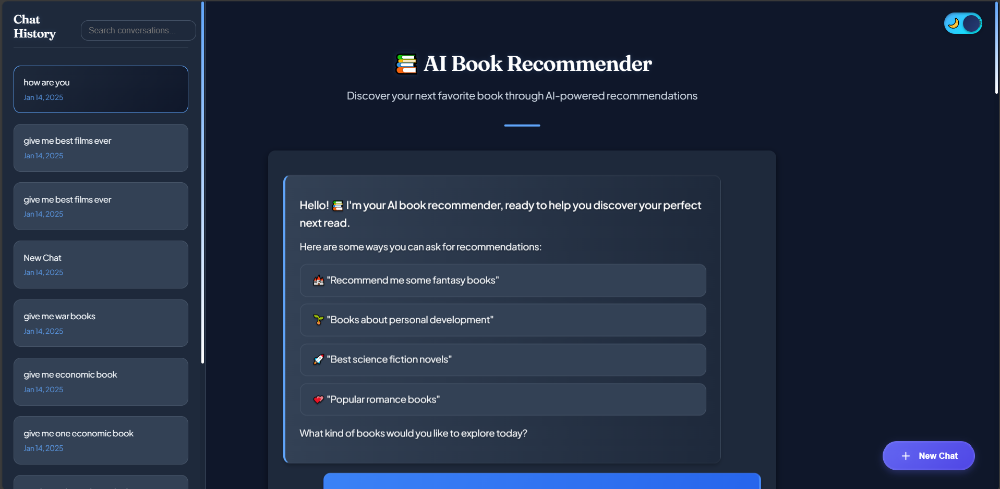 Chat
History
Search conversations...
how are you
Jan 14, 2025
give me best films ever
Jan 14, 2025
give me best films ever
Jan 14, 2025
New Chat
Jan 14, 2025
give me war books
Jan 14, 2025
give me economic book
Jan 14, 2025
give me one economic book
Jan 14, 2025
AI Book Recommender
Discover your next favorite book through AI-powered recommendations
Hello! 📚 I'm your AI book recommender, ready to help you discover your perfect
next read.
Here are some ways you can ask for recommendations:
🏰 "Recommend me some fantasy books"
🌱 "Books about personal development"
🚀 "Best science fiction novels"
💕 "Popular romance books"
What kind of books would you like to explore today?
+ New Chat